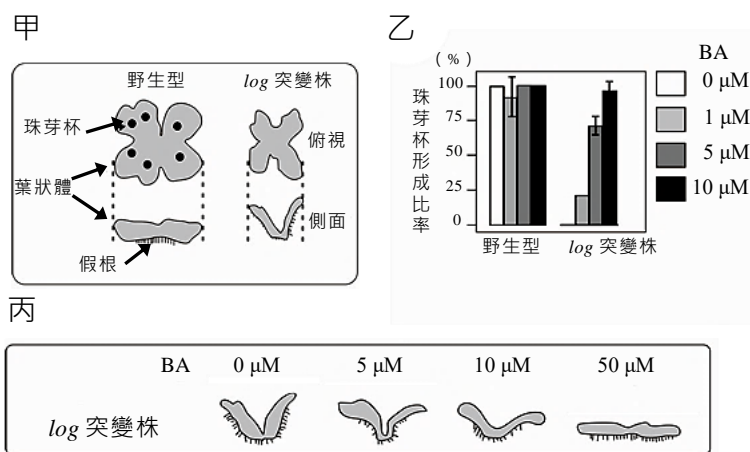 甲
野生型 log 突變株
珠芽杯
俯視
葉狀體
側面
假根
乙
(%)
珠芽杯形成比率
100
75
50
25
0
野生型 log 突變株
BA
0 μM
1 μM
5 μM
10 μM
丙
BA 0 μM 5 μM 10 μM 50 μM
log 突變株